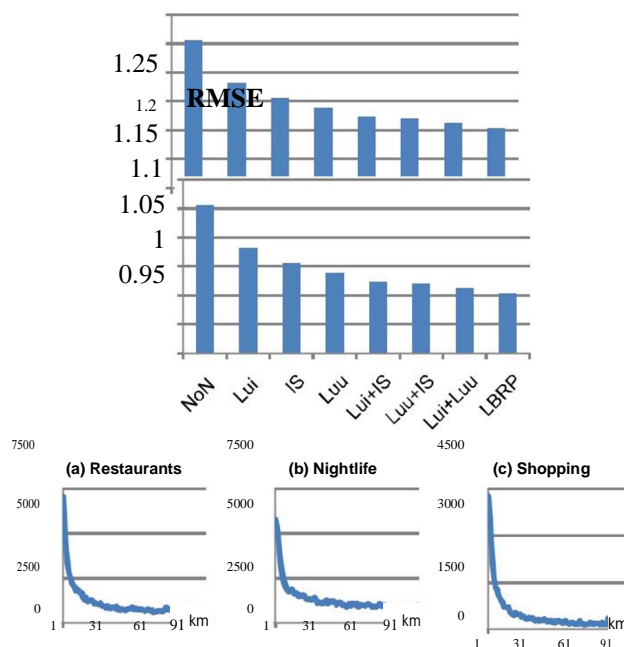 1.25
RMSE
1.2
1.15
1.1
1.05
1
0.95
NoN Lui IS Luu Lui+IS Luu+IS Lui+Luu LBRP
7500 7500 4500
(a) Restaurants (b) Nightlife (c) Shopping
5000 5000 3000
2500 2500 1500
0 km 0 km 0 km
1 31 61 91 1 31 61 91 1 31 61 91